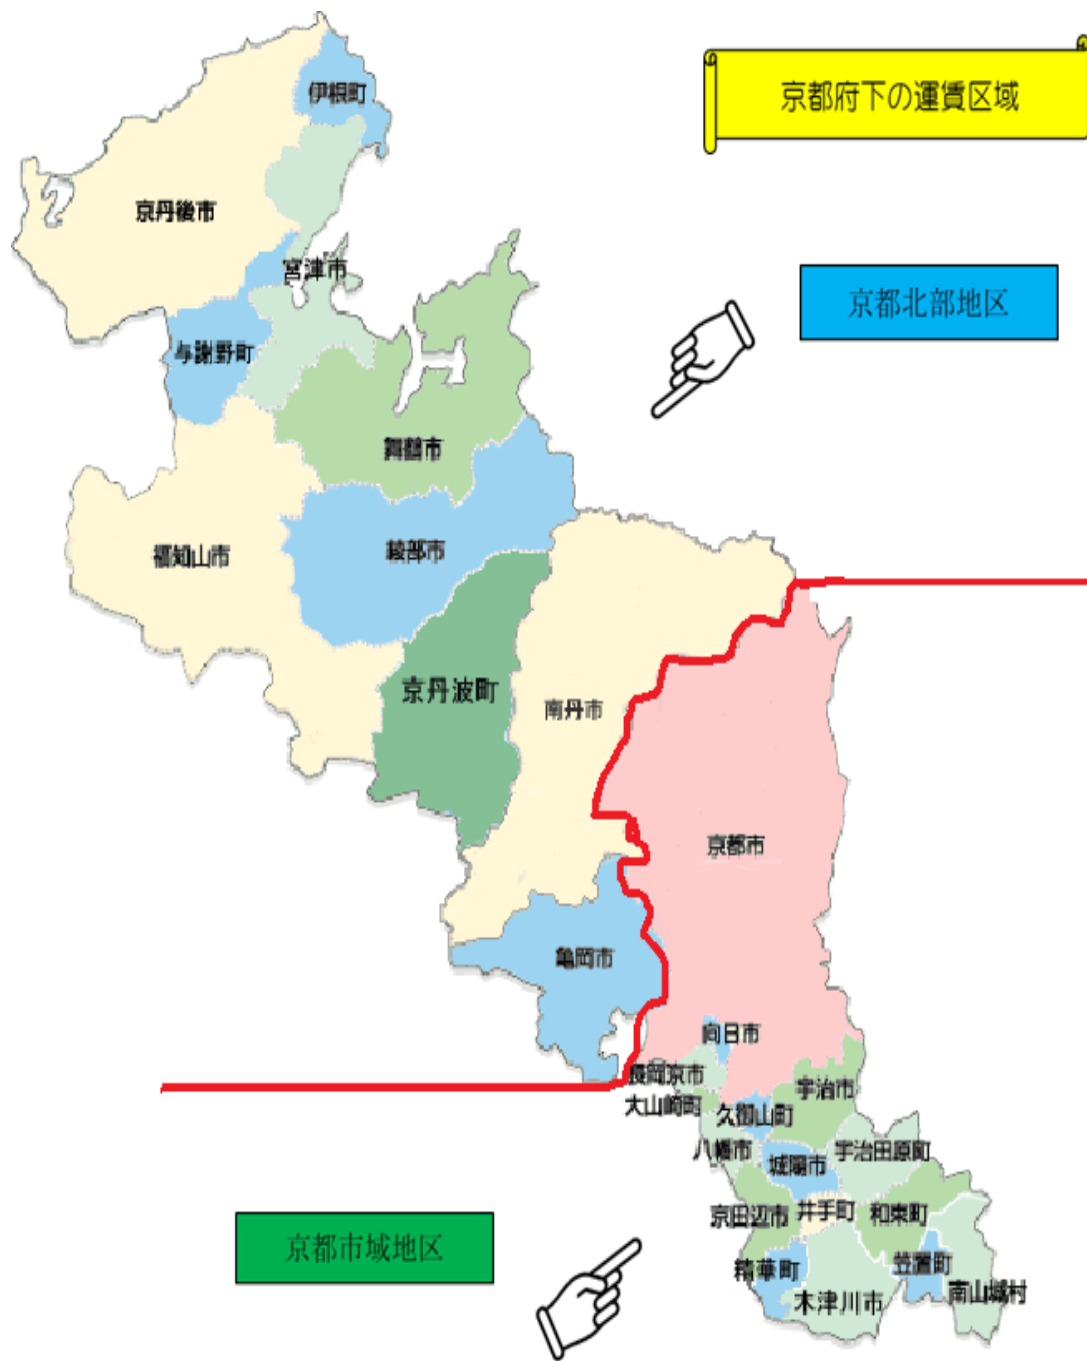 伊根町
京都府下の運賃区域
京丹後市
宮津市
京都北部地区
与謝野町
舞鶴市
福知山市
綾部市
京丹波町
南丹市
京都市
亀岡市
向日市
長岡京市
宇治市
大山崎町
久御山町
八幡市
城陽市
宇治田原町
京田辺市
井手町
和束町
京都市域地区
精華町
笠置町
木津川市
南山城村